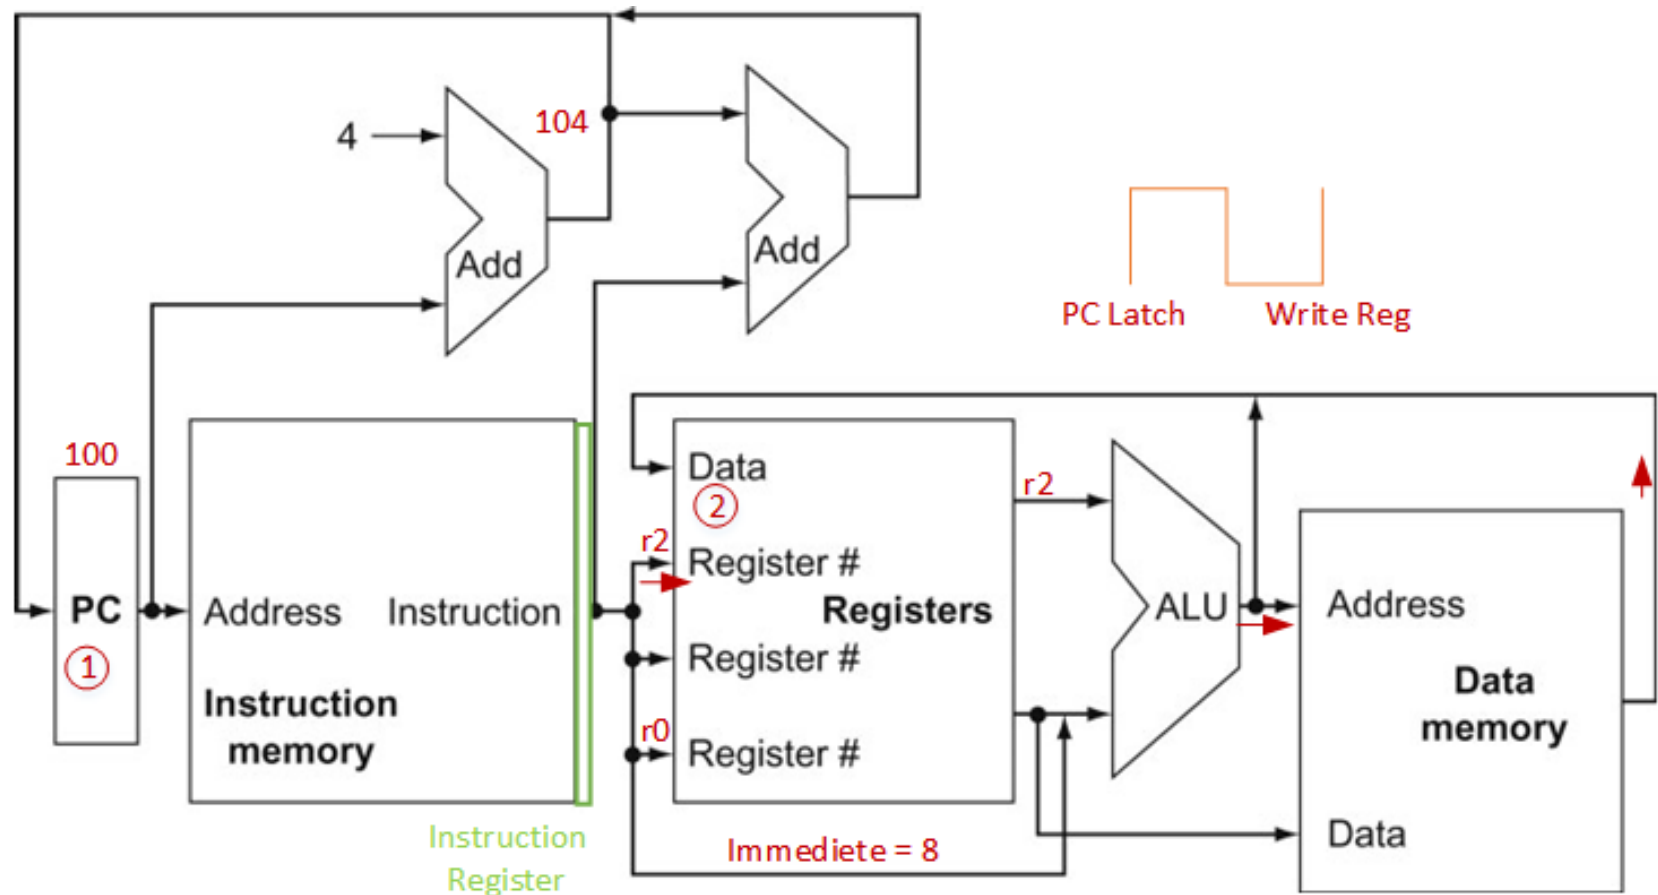 4
104
Add
Add
PC Latch
Write Reg
100
PC
1
Address
Instruction
Instruction
memory
Instruction
Register
Data
2
r2
Register #
Registers
Register #
r0
Register #
Immediete = 8
r2
ALU
Address
Data
memory
Data